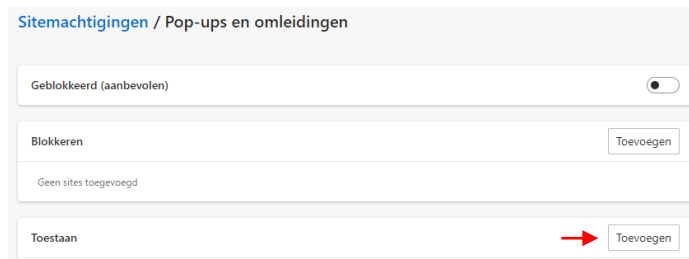 Sitemachtigingen / Pop-ups en omleidingen
Geblokkeerd (aanbevolen)
Blokkeren
Toevoegen
Geen sites toegevoegd
Toestaan
Toevoegen